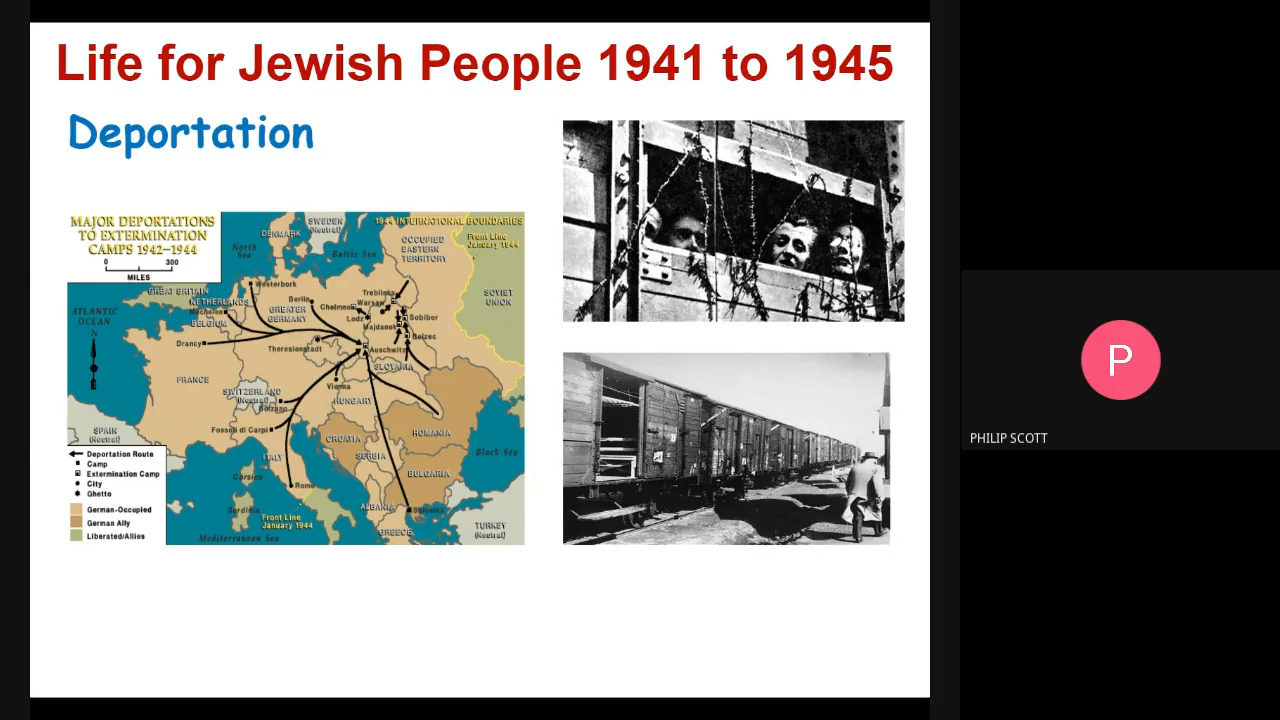 Life for Jewish People 1941 to 1945
Deportation
MAJOR DEPORTATIONS
TO EXTERMINATION
CAMPS 1942–1944
0 300
MILES
1944 INTERNATIONAL BOUNDARIES
Front Line
January 1944
SWEDEN
(Neutral)
DENMARK
North
Sea
Baltic Sea
OCCUPIED
EASTERN
TERRITORY
SOVIET
UNION
GREAT BRITAIN
NETHERLANDS
Westerbork
Berlin
GREATER
GERMANY
Treblinka
Chelmno
Warsaw
Lodz
Sobibor
Majdanek
Belzec
ATLANTIC
OCEAN
N
Mechelen
BELGIUM
Drancy
Theresienstadt
Auschwitz
SLOVAKIA
FRANCE
SWITZERLAND
(Neutral)
Vienna
HUNGARY
Bolzano
Fossoli di Carpi
SPAIN
(Neutral)
CROATIA
ROMANIA
SERBIA
ITALY
Black Sea
BULGARIA
Corsica
Rome
Sardinia
Front Line
January 1944
ALBANIA
GREECE
TURKEY
(Neutral)
Mediterranean Sea
Deportation Route
Camp
Extermination Camp
City
Ghetto
German-Occupied
German Ally
Liberated/Allies
P
PHILIP SCOTT